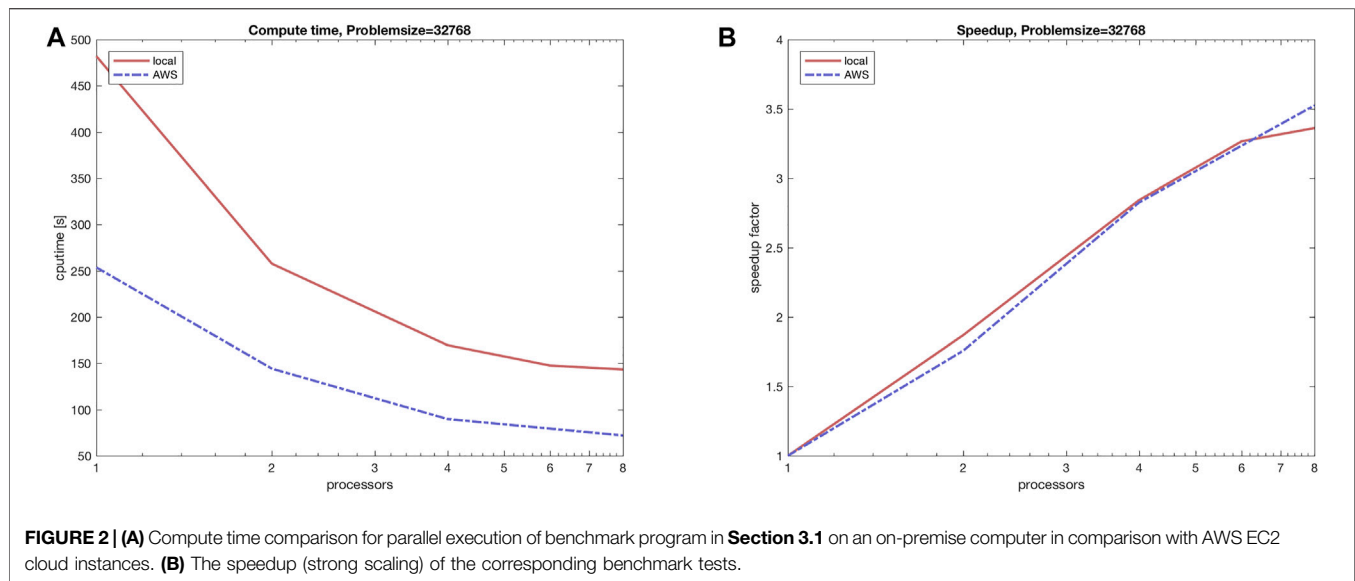 A
Compute time, Problemsize=32768
local
AWS
500
450
400
350
300
250
200
150
100
50
cputime [s]
1 2 3 4 5 6 7 8
processors
B
Speedup, Problemsize=32768
local
AWS
4
3.5
3
2.5
2
1.5
1
speedup factor
1 2 3 4 5 6 7 8
processors
FIGURE 2 | (A) Compute time comparison for parallel execution of benchmark program in Section 3.1 on an on-premise computer in comparison with AWS EC2
cloud instances. (B) The speedup (strong scaling) of the corresponding benchmark tests.